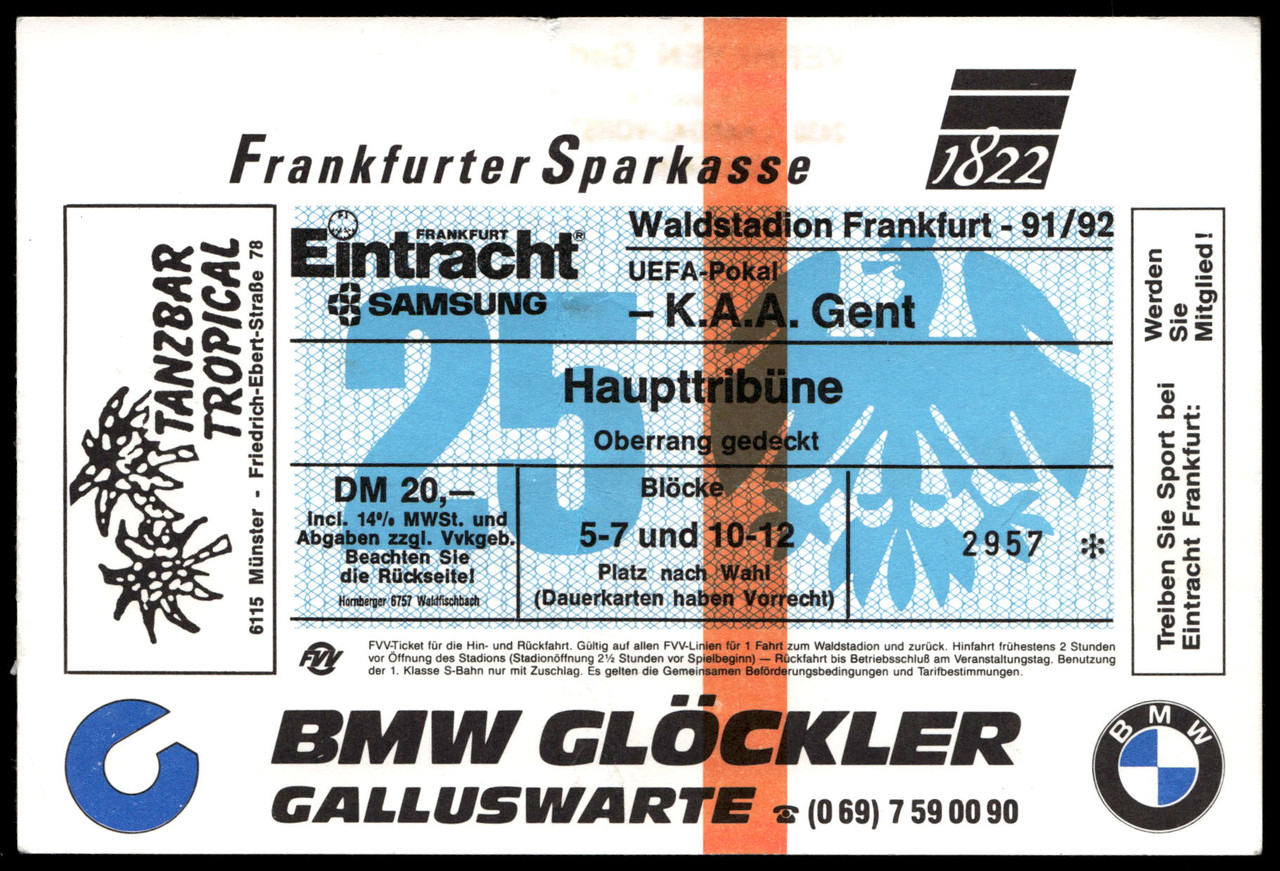 Frankfurter Sparkasse
1822
TANZBAR
TROPICAL
6115 Münster - Friedrich-Ebert-Straße 78
Eintracht®
FRANKFURT
SAMSUNG
Waldstadion Frankfurt - 91/92
UEFA-Pokal
– K.A.A. Gent
25
Haupttribüne
Oberrang gedeckt
DM 20,—
incl. 14% MWSt. und
Abgaben zzgl. Vvkgeb.
Beachten Sie
die Rückseite!
Hornberger 6757 Waldfischbach
Blöcke
5-7 und 10-12
Platz nach Wahl
(Dauerkarten haben Vorrecht)
2957 ✻
Treiben Sie Sport bei
Eintracht Frankfurt:
Werden
Sie
Mitglied!
FVV
FVV-Ticket für die Hin- und Rückfahrt. Gültig auf allen FVV-Linien für 1 Fahrt zum Waldstadion und zurück. Hinfahrt frühestens 2 Stunden
vor Öffnung des Stadions (Stadionöffnung 2½ Stunden vor Spielbeginn) — Rückfahrt bis Betriebsschluß am Veranstaltungstag. Benutzung
der 1. Klasse S-Bahn nur mit Zuschlag. Es gelten die Gemeinsamen Beförderungsbedingungen und Tarifbestimmungen.
BMW GLÖCKLER
GALLUSWARTE ☎ (0 69) 7 59 00 90
BMW